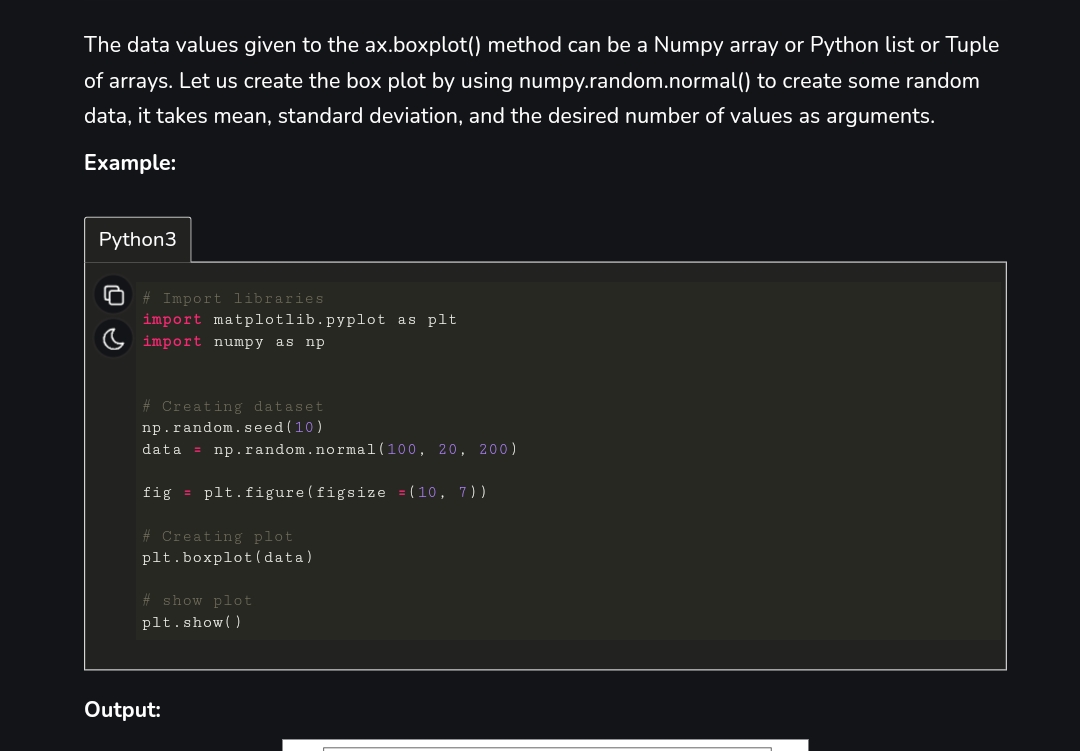 The data values given to the ax.boxplot() method can be a Numpy array or Python list or Tuple
of arrays. Let us create the box plot by using numpy.random.normal() to create some random
data, it takes mean, standard deviation, and the desired number of values as arguments.
Example:
Python3
# Import libraries
import matplotlib.pyplot as plt
import numpy as np
# Creating dataset
np.random.seed(10)
data = np.random.normal(100, 20, 200)
fig = plt.figure(figsize =(10, 7))
# Creating plot
plt.boxplot(data)
# show plot
plt.show()
Output: